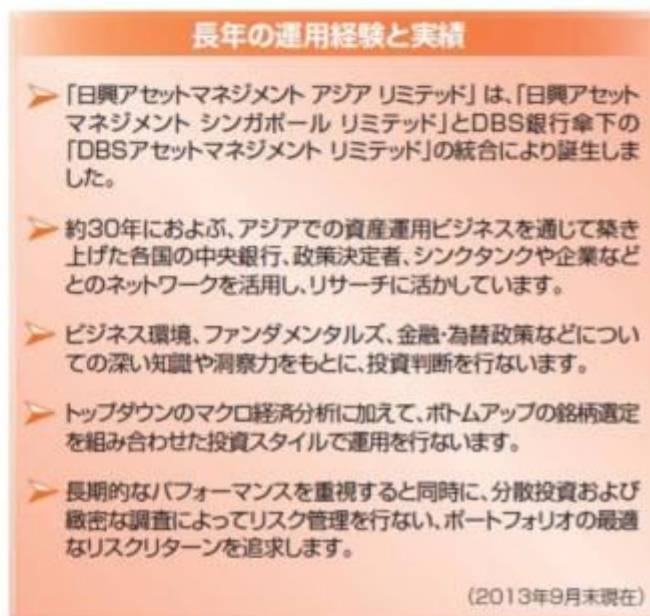 長年の運用経験と実績
「日興アセットマネジメント アジア リミテッド」は、「日興アセット
マネジメント シンガポール リミテッド」とDBS銀行傘下の
「DBSアセットマネジメント リミテッド」の統合により誕生しま
した。
約30年におよぶ、アジアでの資産運用ビジネスを通じて築き
上げた各国の中央銀行、政策決定者、シンクタンクや企業など
とのネットワークを活用し、リサーチに活かしています。
ビジネス環境、ファンダメンタルズ、金融・為替政策などについ
ての深い知識や洞察力をもとに、投資判断を行ないます。
トップダウンのマクロ経済分析に加えて、ボトムアップの銘柄選定
を組み合わせた投資スタイルで運用を行ないます。
長期的なパフォーマンスを重視すると同時に、分散投資および
緻密な調査によってリスク管理を行ない、ポートフォリオの最適
なリスクリターンを追求します。
(2013年9月末現在)